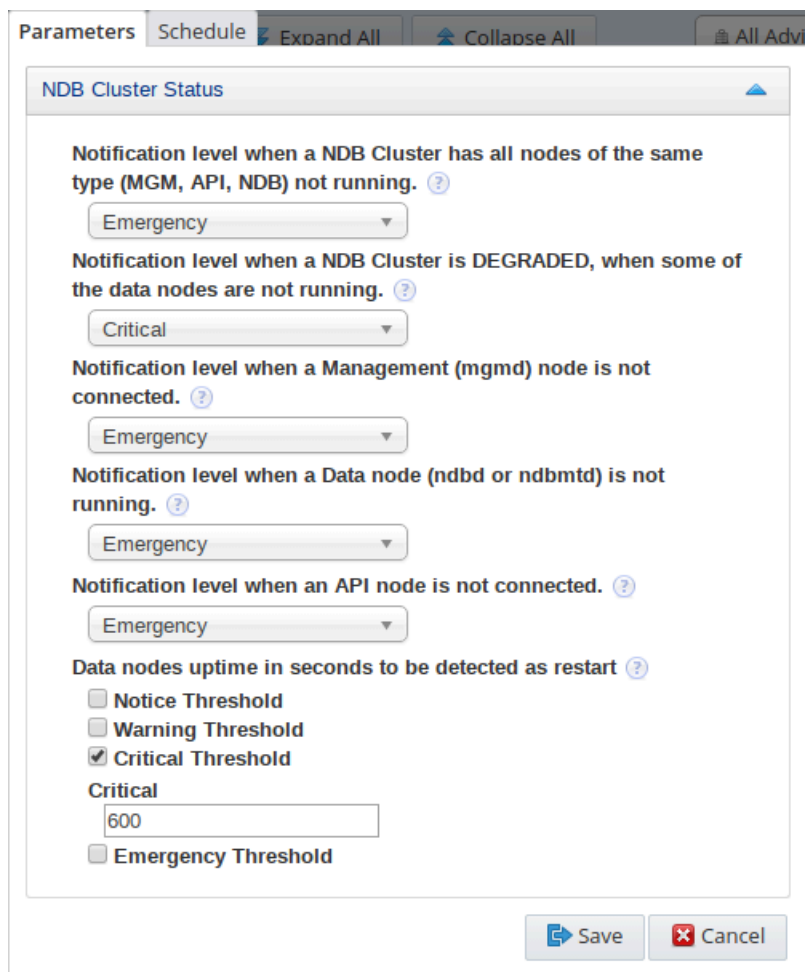 Parameters Schedule Expand All Collapse All All Advi
NDB Cluster Status
Notification level when a NDB Cluster has all nodes of the same
type (MGM, API, NDB) not running. ?
Emergency
Notification level when a NDB Cluster is DEGRADED, when some of
the data nodes are not running. ?
Critical
Notification level when a Management (mgmd) node is not
connected. ?
Emergency
Notification level when a Data node (ndbd or ndbmtd) is not
running. ?
Emergency
Notification level when an API node is not connected. ?
Emergency
Data nodes uptime in seconds to be detected as restart ?
Notice Threshold
Warning Threshold
Critical Threshold
Critical
600
Emergency Threshold
Save Cancel